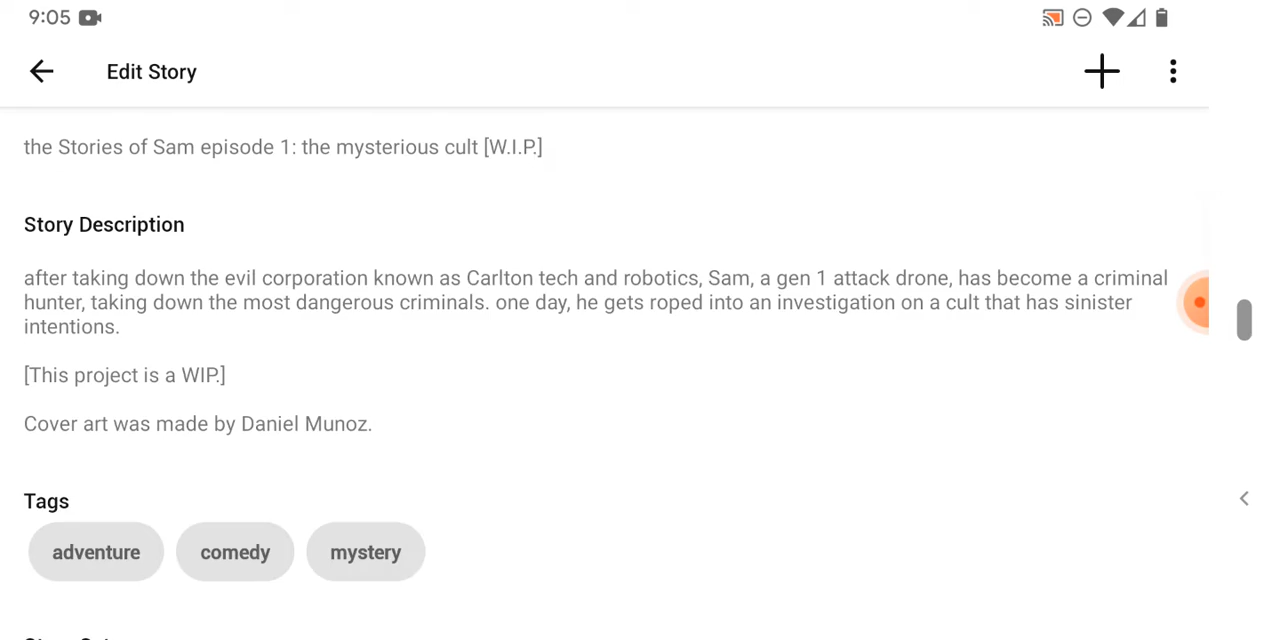 9:05
Edit Story
the Stories of Sam episode 1: the mysterious cult [W.I.P.]
Story Description
after taking down the evil corporation known as Carlton tech and robotics, Sam, a gen 1 attack drone, has become a criminal
hunter, taking down the most dangerous criminals. one day, he gets roped into an investigation on a cult that has sinister
intentions.
[This project is a WIP.]
Cover art was made by Daniel Munoz.
Tags
adventure comedy mystery